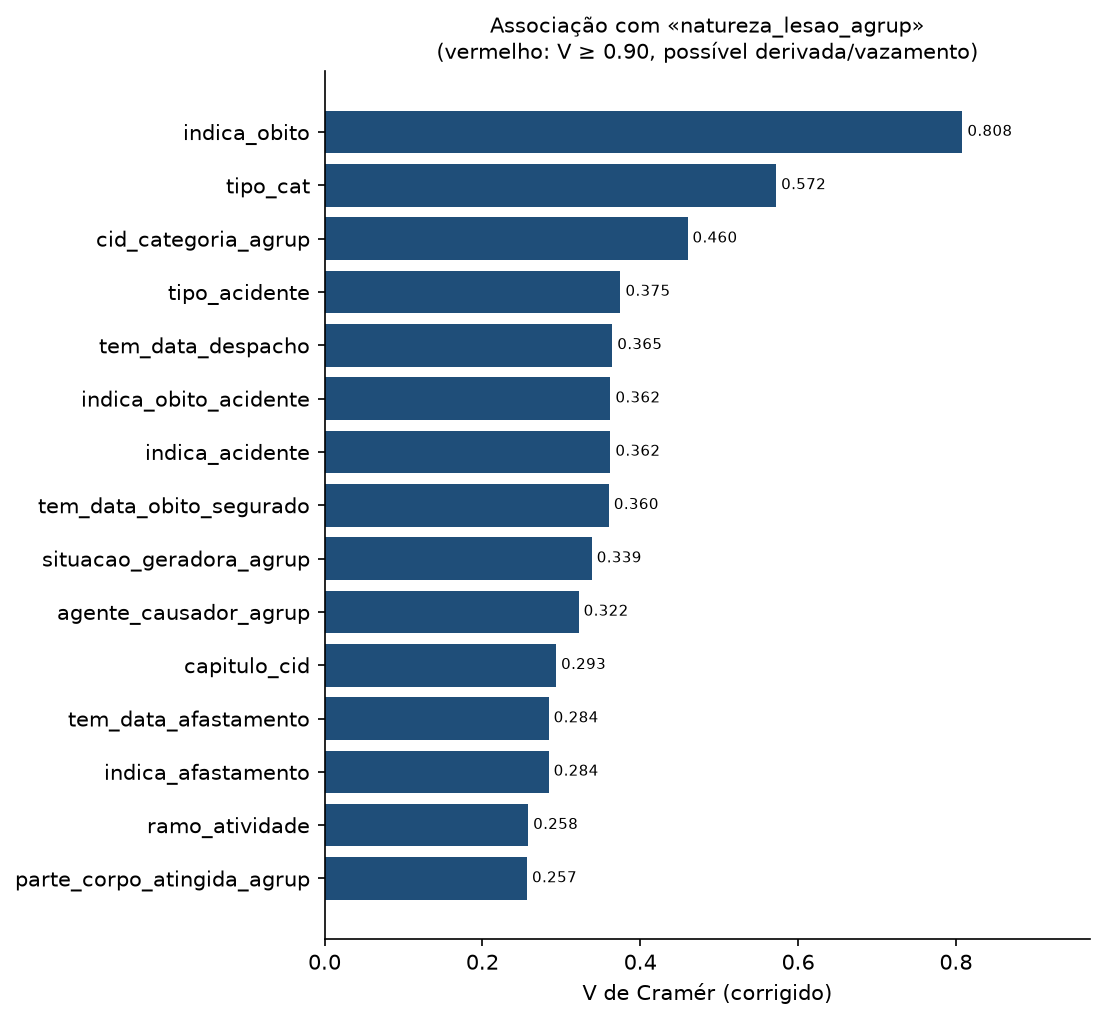 Associação com «natureza_lesao_agrup»
(vermelho: V ≥ 0.90, possível derivada/vazamento)
indica_obito 0.808
tipo_cat 0.572
cid_categoria_agrup 0.460
tipo_acidente 0.375
tem_data_despacho 0.365
indica_obito_acidente 0.362
indica_acidente 0.362
tem_data_obito_segurado 0.360
situacao_geradora_agrup 0.339
agente_causador_agrup 0.322
capitulo_cid 0.293
tem_data_afastamento 0.284
indica_afastamento 0.284
ramo_atividade 0.258
parte_corpo_atingida_agrup 0.257
0.0 0.2 0.4 0.6 0.8
V de Cramér (corrigido)